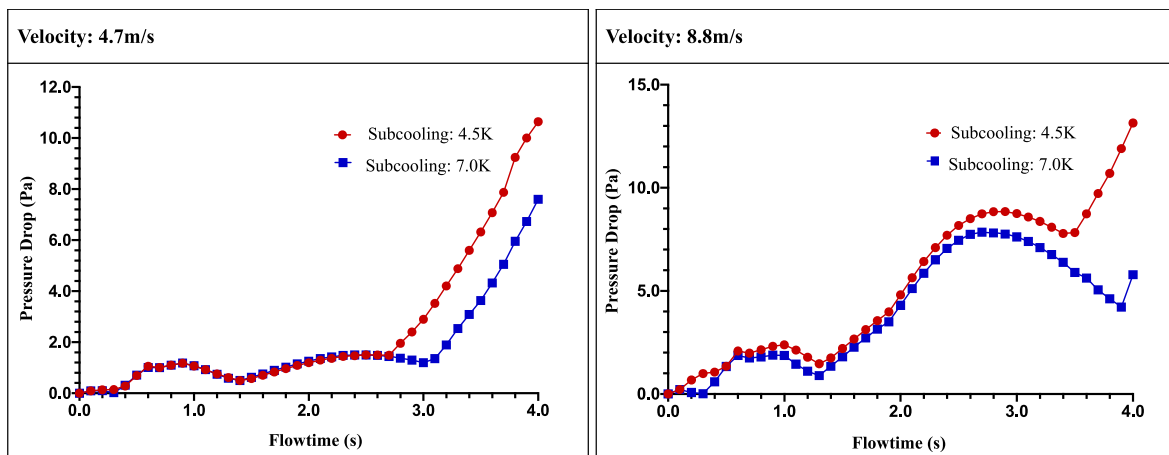 Velocity: 4.7m/s
12.0
10.0
8.0
6.0
4.0
2.0
0.0
Pressure Drop (Pa)
Subcooling: 4.5K
Subcooling: 7.0K
0.0 1.0 2.0 3.0 4.0
Flowtime (s)
Velocity: 8.8m/s
15.0
10.0
5.0
0.0
Pressure Drop (Pa)
Subcooling: 4.5K
Subcooling: 7.0K
0.0 1.0 2.0 3.0 4.0
Flowtime (s)